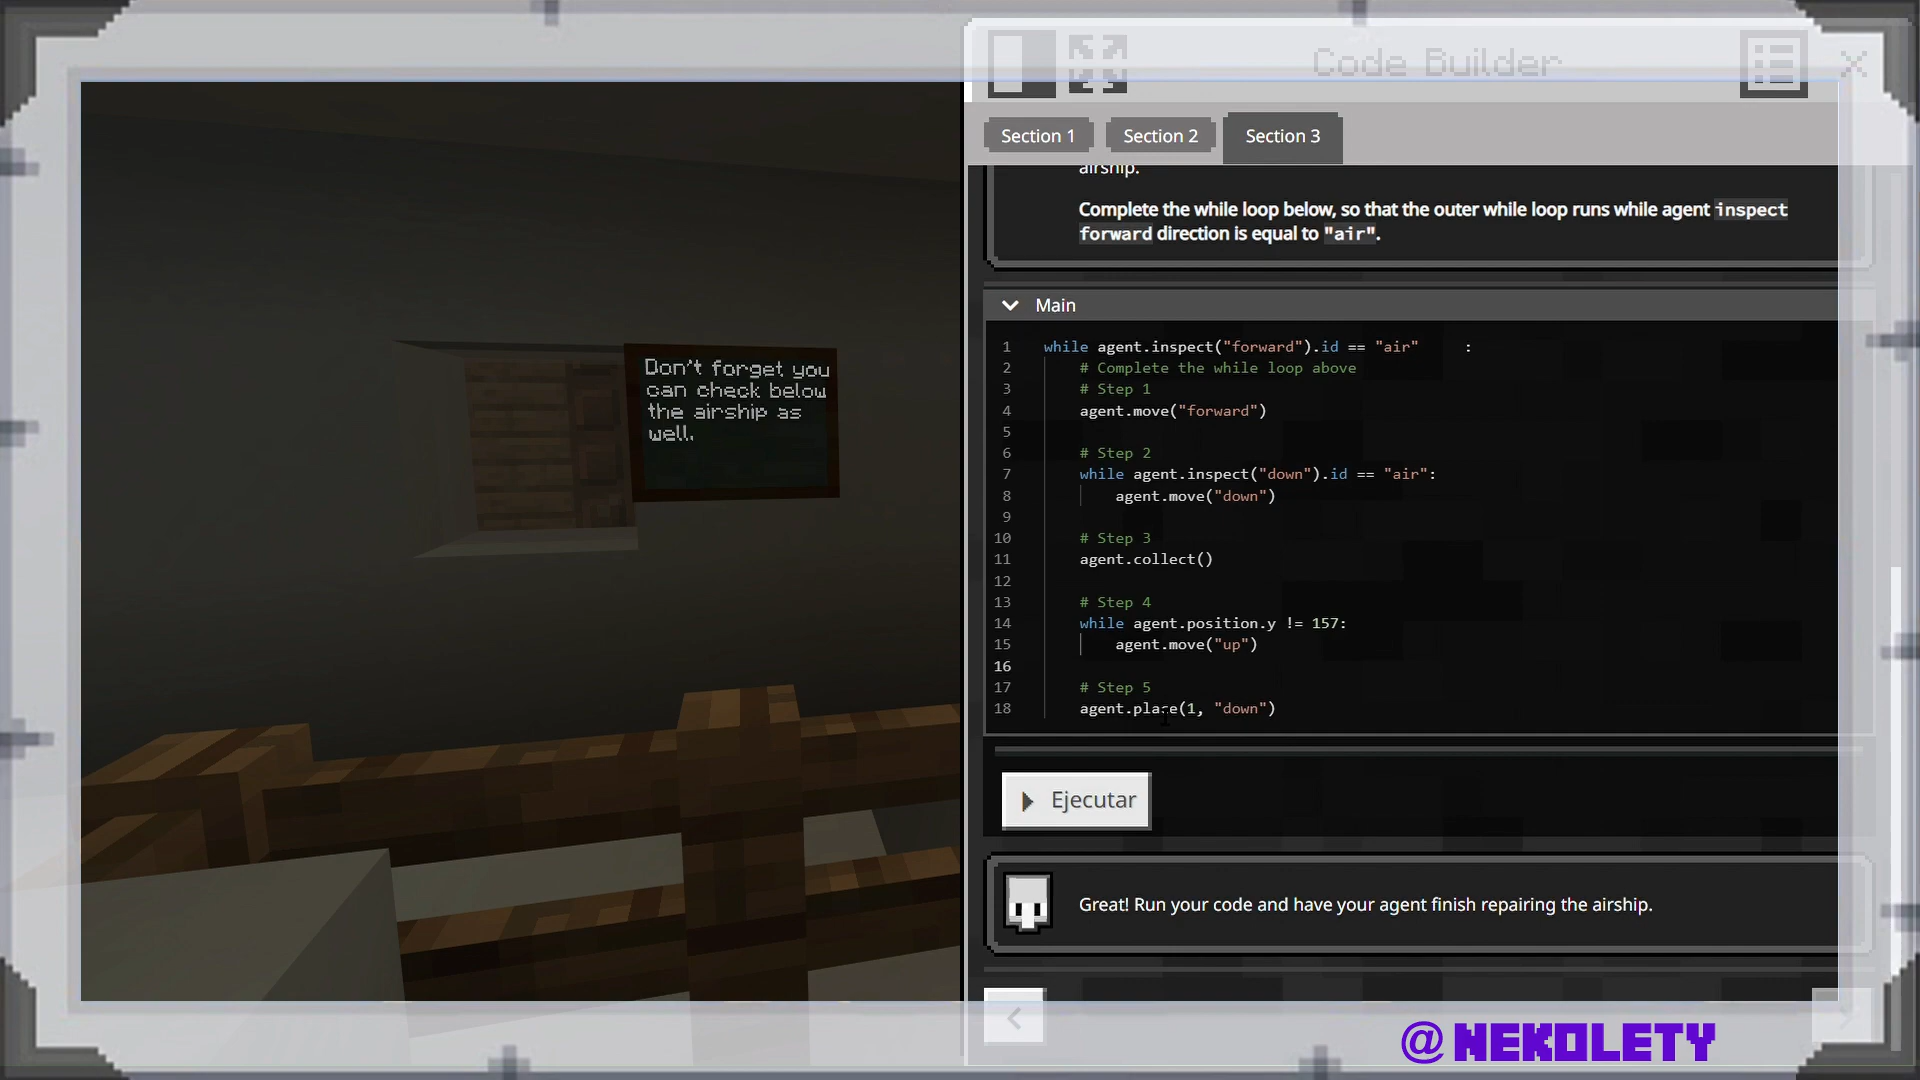 Code Builder
Section 1
Section 2
Section 3
airship.
Complete the while loop below, so that the outer while loop runs while agent inspect
forward direction is equal to "air".
Main
1 while agent.inspect("forward").id == "air" :
2 # Complete the while loop above
3 # Step 1
4 agent.move("forward")
5
6 # Step 2
7 while agent.inspect("down").id == "air":
8 agent.move("down")
9
10 # Step 3
11 agent.collect()
12
13 # Step 4
14 while agent.position.y != 157:
15 agent.move("up")
16
17 # Step 5
18 agent.place(1, "down")
Ejecutar
Great! Run your code and have your agent finish repairing the airship.
Don't forget you
can check below
the airship as
well.
@NEKOLETY